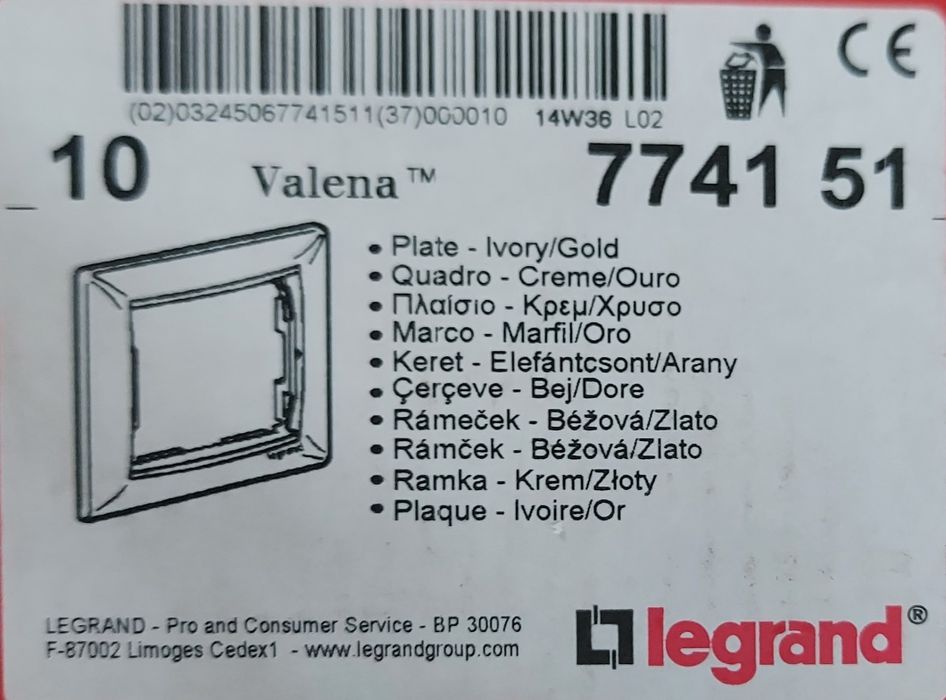 (02)03245067741511(37)000010 14W36 L02
CE
10 Valena™ 7741 51
• Plate - Ivory/Gold
• Quadro - Creme/Ouro
• Πλαίσιο - Κρεμ/Χρυσο
• Marco - Marfil/Oro
• Keret - Elefántcsont/Arany
• Çerçeve - Bej/Dore
• Rámeček - Béžová/Zlato
• Rámček - Béžová/Zlato
• Ramka - Krem/Złoty
• Plaque - Ivoire/Or
LEGRAND - Pro and Consumer Service - BP 30076
F-87002 Limoges Cedex1 - www.legrandgroup.com
legrand®